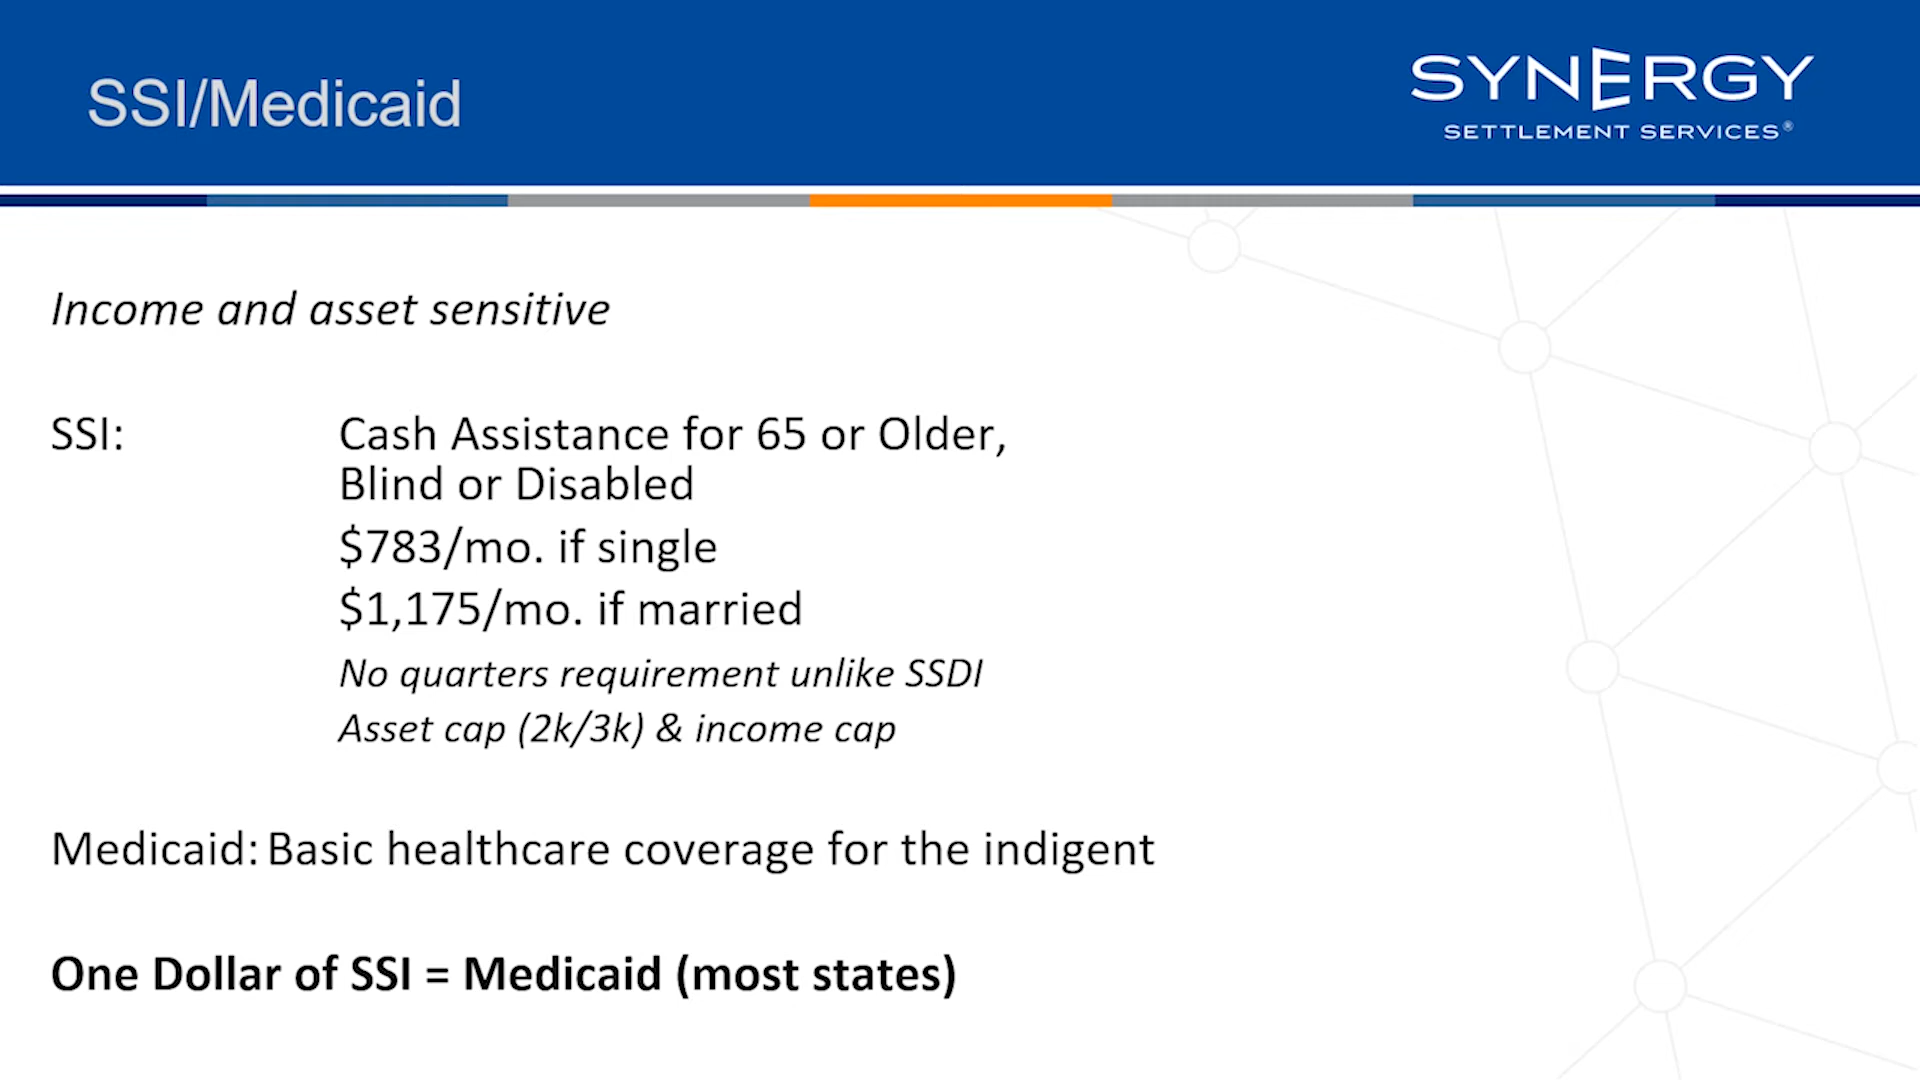 SSI/Medicaid
SYNERGY
SETTLEMENT SERVICES®
Income and asset sensitive
SSI: Cash Assistance for 65 or Older,
Blind or Disabled
$783/mo. if single
$1,175/mo. if married
No quarters requirement unlike SSDI
Asset cap (2k/3k) & income cap
Medicaid: Basic healthcare coverage for the indigent
One Dollar of SSI = Medicaid (most states)